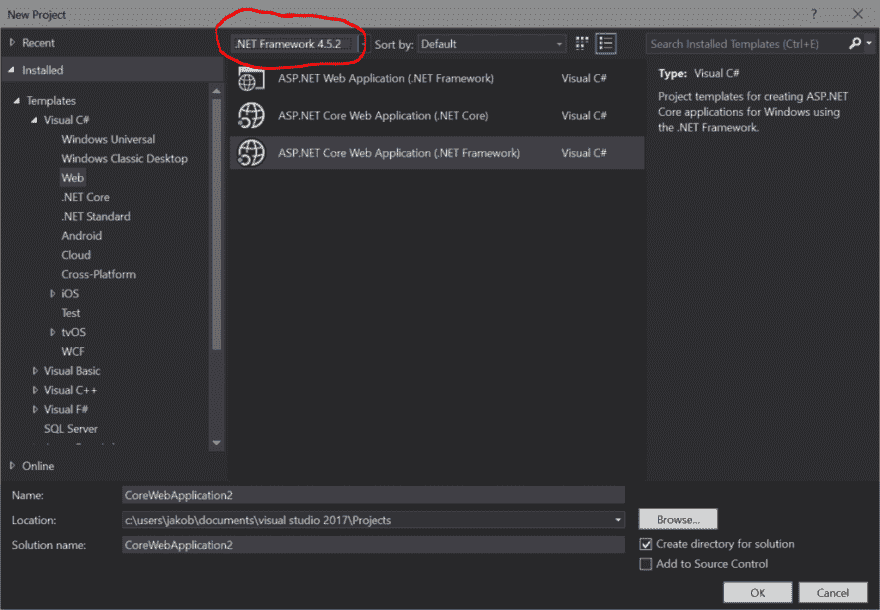 New Project
Recent
.NET Framework 4.5.2 Sort by: Default
Search Installed Templates (Ctrl+E)
Installed
Templates
Visual C#
Windows Universal
Windows Classic Desktop
Web
.NET Core
.NET Standard
Android
Cloud
Cross-Platform
iOS
Test
tvOS
WCF
Visual Basic
Visual C++
Visual F#
SQL Server
Online
ASP.NET Web Application (.NET Framework) Visual C#
ASP.NET Core Web Application (.NET Core) Visual C#
ASP.NET Core Web Application (.NET Framework) Visual C#
Type: Visual C#
Project templates for creating ASP.NET
Core applications for Windows using
the .NET Framework.
Name: CoreWebApplication2
Location: c:\users\jakob\documents\visual studio 2017\Projects
Browse...
Solution name: CoreWebApplication2
Create directory for solution
Add to Source Control
OK
Cancel